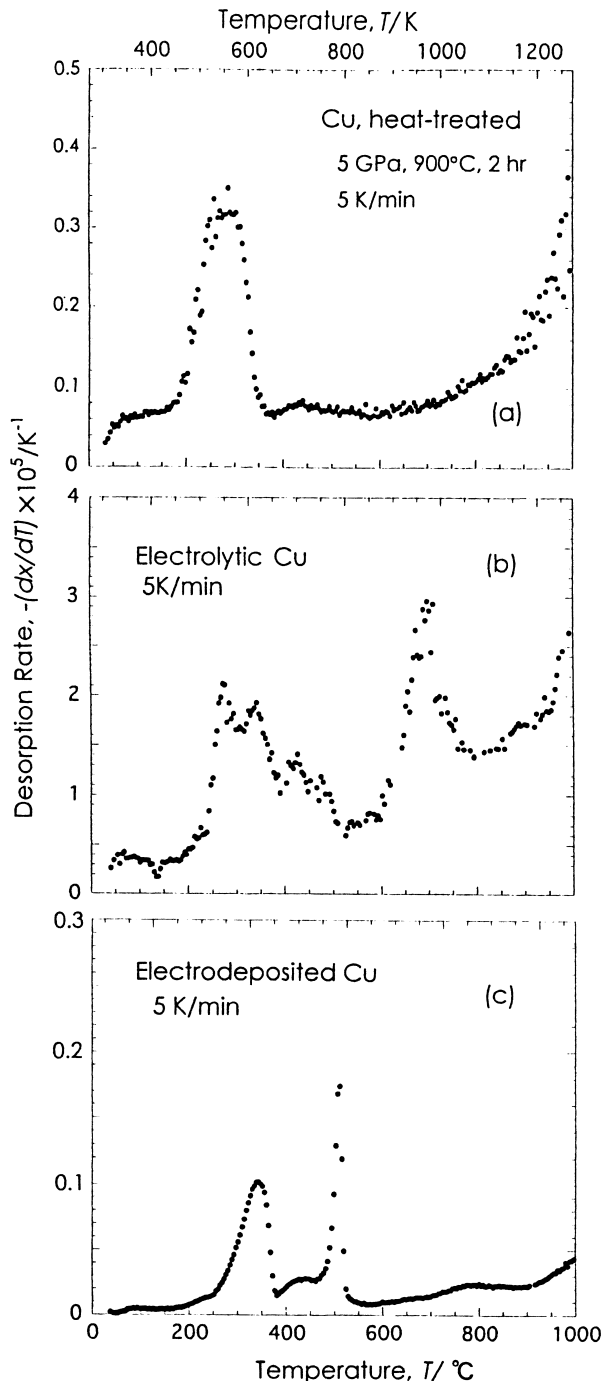 Temperature, T/ K
400 600 800 1000 1200
0.5
Cu, heat-treated
5 GPa, 900°C, 2 hr
5 K/min
0.4
0.3
0.2
0.1
0
(a)
Desorption Rate, -(dx/dT) ×10⁵/K⁻¹
4
Electrolytic Cu
5K/min
(b)
3
2
1
0
0.3
Electrodeposited Cu
5 K/min
(c)
0.2
0.1
0
0 200 400 600 800 1000
Temperature, T/ °C